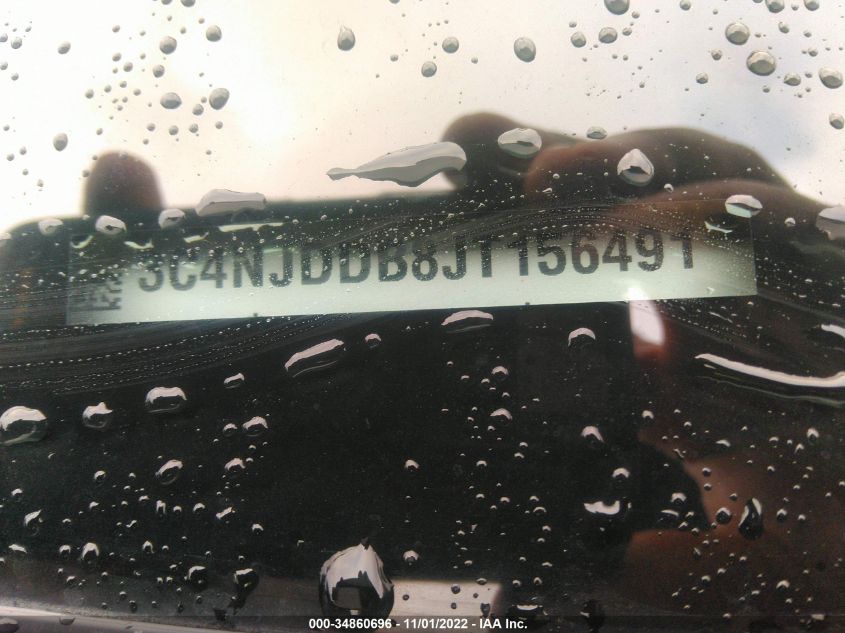 3C4NJDDB8JT156491
000-34860696 - 11/01/2022 - IAA Inc.